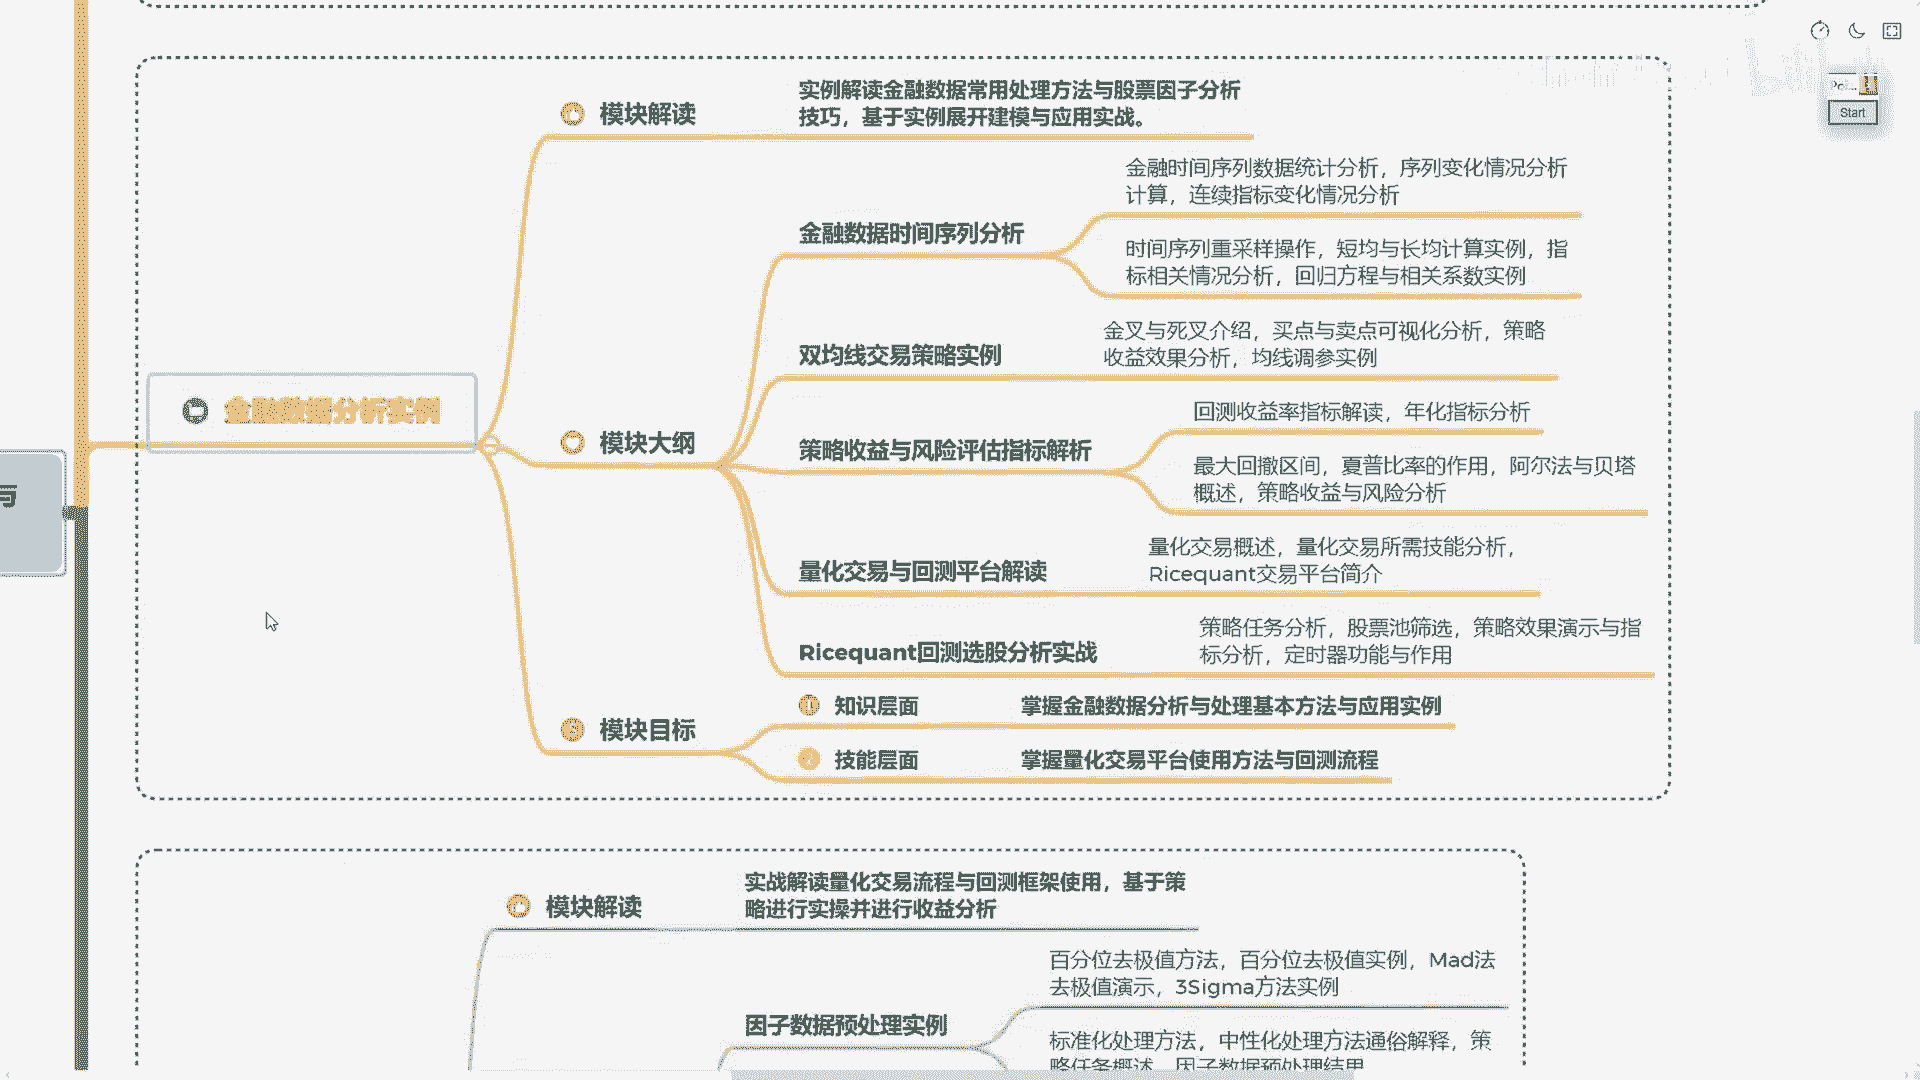 模块解读
实例解读金融数据常用处理方法与股票因子分析
技巧，基于实例展开建模与应用实战。
金融时间序列数据统计分析，序列变化情况分析
计算，连续指标变化情况分析
金融数据时间序列分析
时间序列重采样操作，短均与长均计算实例，指
标相关情况分析，回归方程与相关系数实例
双均线交易策略实例
金叉与死叉介绍，买点与卖点可视化分析，策略
收益效果分析，均线调参实例
金融数据分析实例
模块大纲
策略收益与风险评估指标解析
回测收益率指标解读，年化指标分析
最大回撤区间，夏普比率的作用，阿尔法与贝塔
概述，策略收益与风险分析
与
量化交易与回测平台解读
量化交易概述，量化交易所需技能分析，
Ricequant交易平台简介
Ricequant回测选股分析实战
策略任务分析，股票池筛选，策略效果演示与指
标分析，定时器功能与作用
模块目标
知识层面
掌握金融数据分析与处理基本方法与应用实例
技能层面
掌握量化交易平台使用方法与回测流程
模块解读
实战解读量化交易流程与回测框架使用，基于策
略进行实操并进行收益分析
百分位去极值方法，百分位去极值实例，Mad法
去极值演示，3Sigma方法实例
因子数据预处理实例
标准化处理方法，中性化处理方法通俗解释，策
略任务概述，因子数据预处理结果
Start